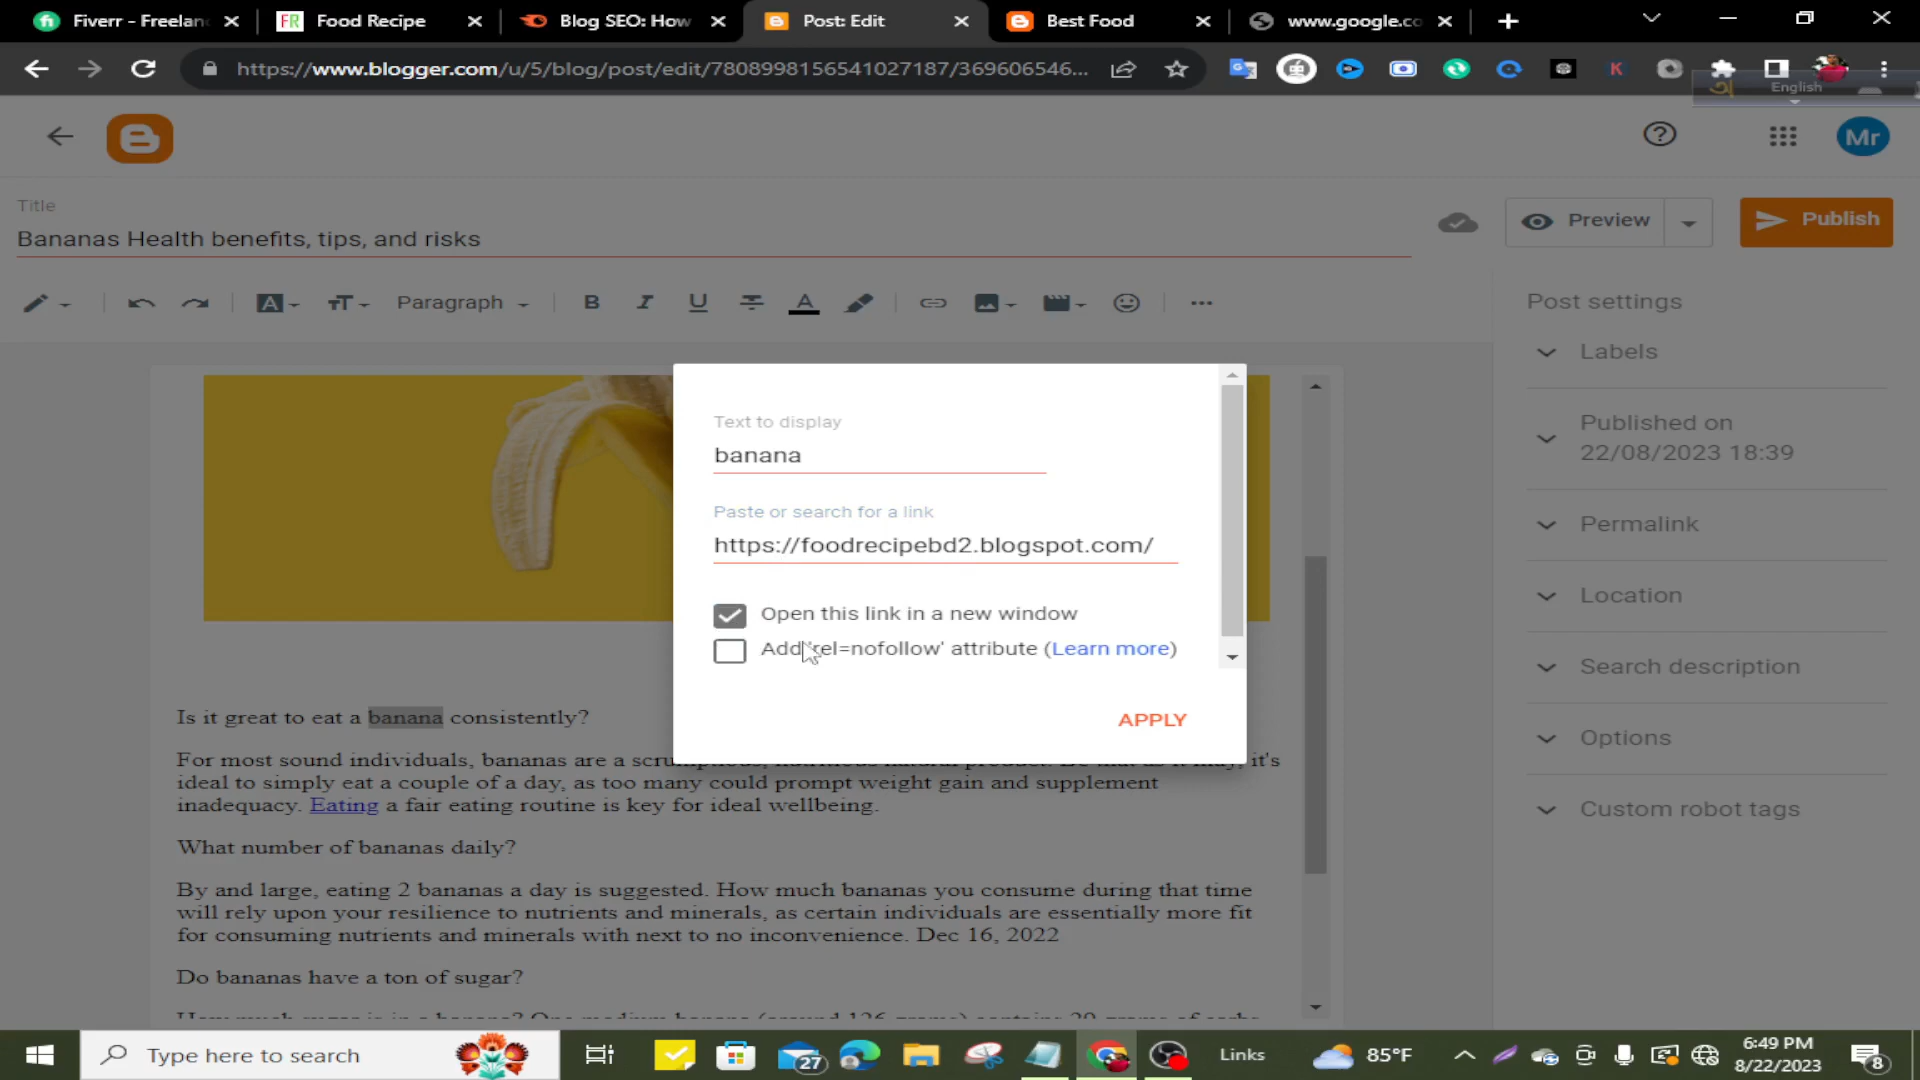 Fiverr - Freelan
Food Recipe
Blog SEO: How
Post: Edit
Best Food
www.google.co
https://www.blogger.com/u/5/blog/post/edit/7808998156541027187/369606546...
English
Mr
Title
Bananas Health benefits, tips, and risks
Preview
Publish
Paragraph
Post settings
Labels
Published on
22/08/2023 18:39
Permalink
Location
Search description
Options
Custom robot tags
Text to display
banana
Paste or search for a link
https://foodrecipebd2.blogspot.com/
Open this link in a new window
Add 'rel=nofollow' attribute (Learn more)
APPLY
Is it great to eat a banana consistently?
For most sound individuals, bananas are a it's
ideal to simply eat a couple of a day, as too many could prompt weight gain and supplement
inadequacy. Eating a fair eating routine is key for ideal wellbeing.
What number of bananas daily?
By and large, eating 2 bananas a day is suggested. How much bananas you consume during that time
will rely upon your resilience to nutrients and minerals, as certain individuals are essentially more fit
for consuming nutrients and minerals with next to no inconvenience. Dec 16, 2022
Do bananas have a ton of sugar?
Type here to search
27
Links
85°F
6:49 PM
8/22/2023
8